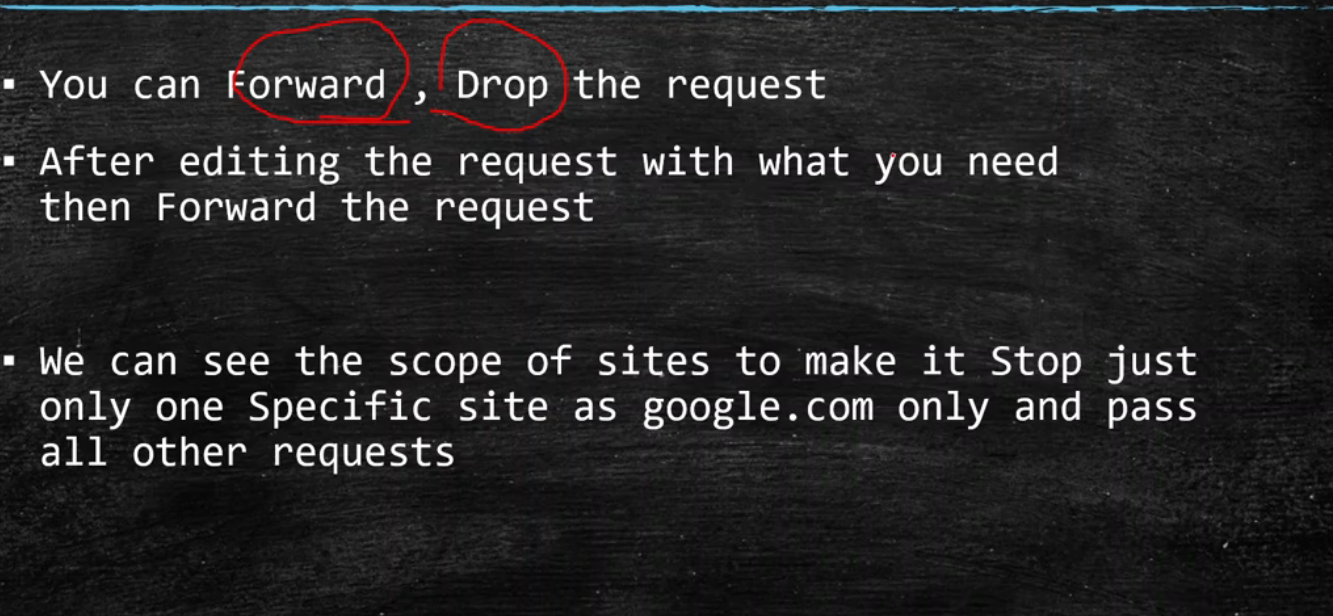 ▪ You can Forward , Drop the request
▪ After editing the request with what you need
then Forward the request
▪ We can see the scope of sites to make it Stop just
only one Specific site as google.com only and pass
all other requests